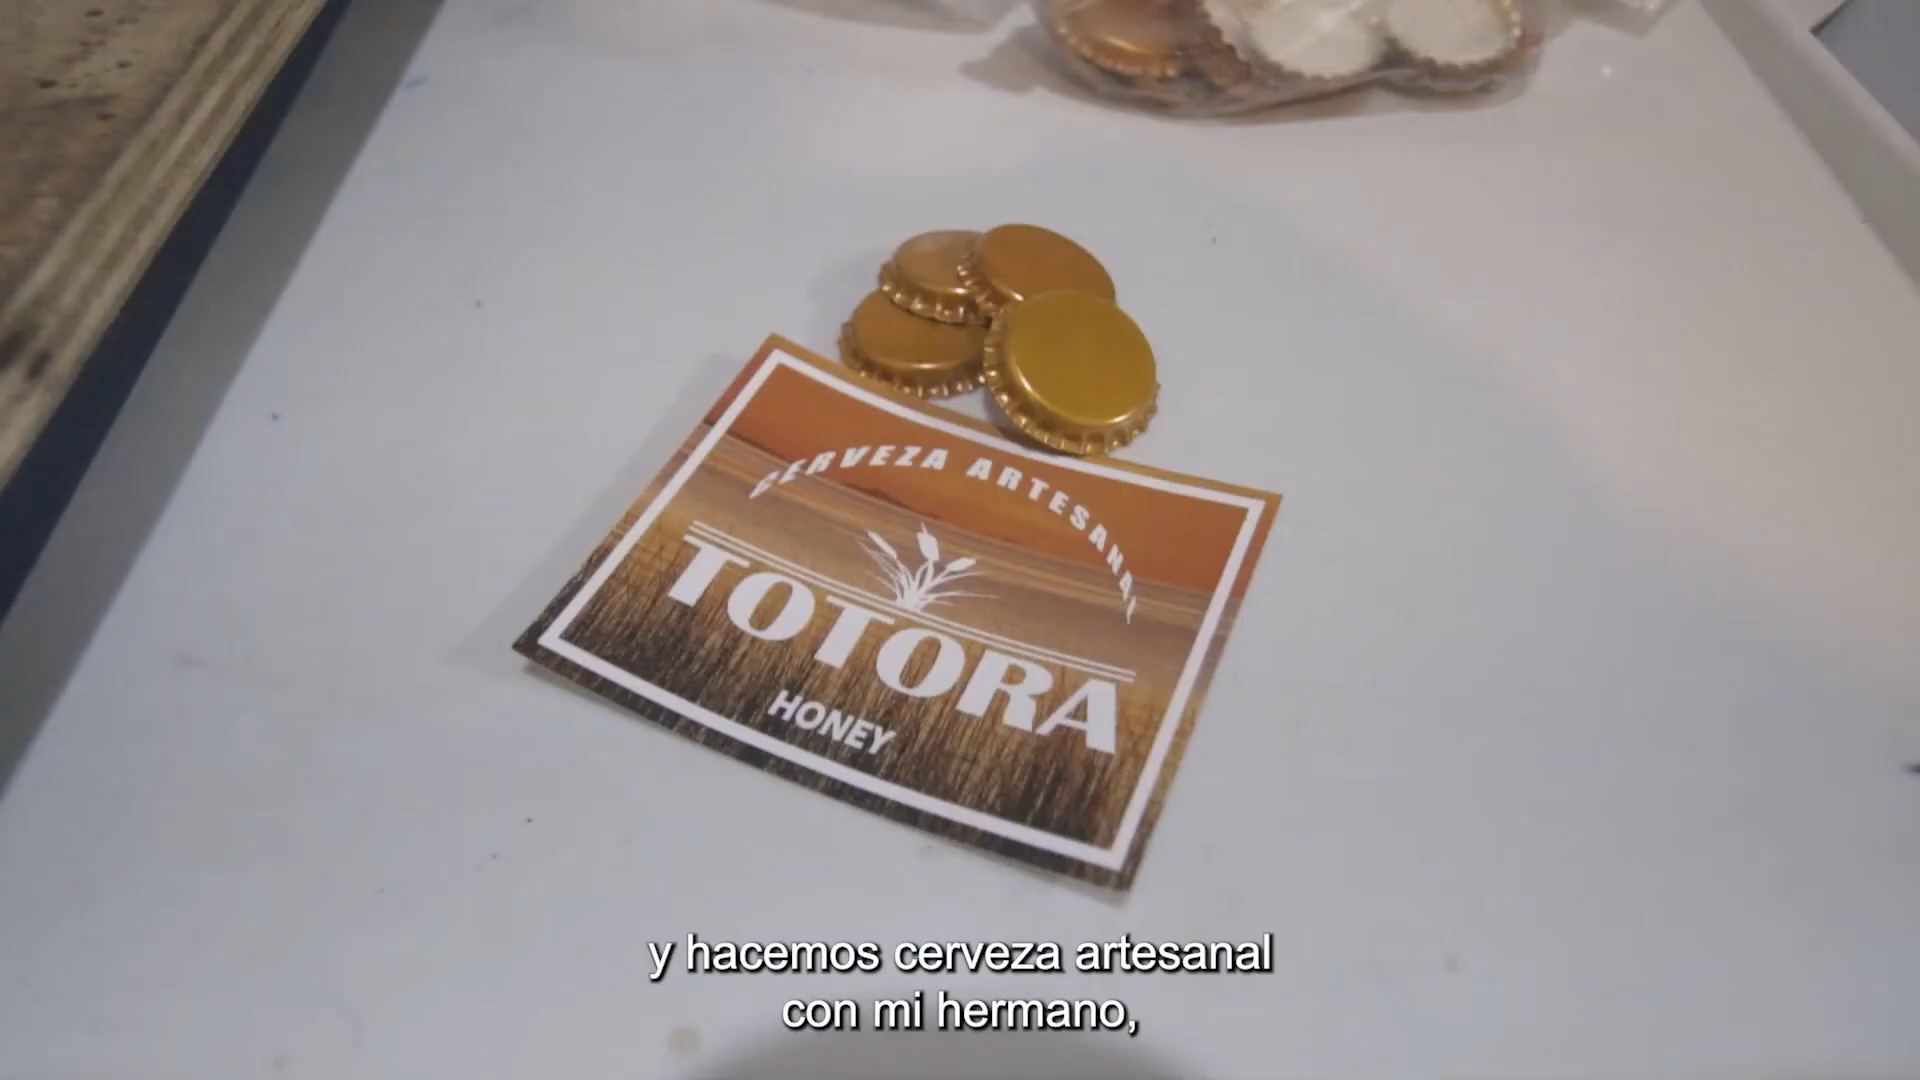 CERVEZA ARTESANAL
TOTORA
HONEY
y hacemos cerveza artesanal
con mi hermano,